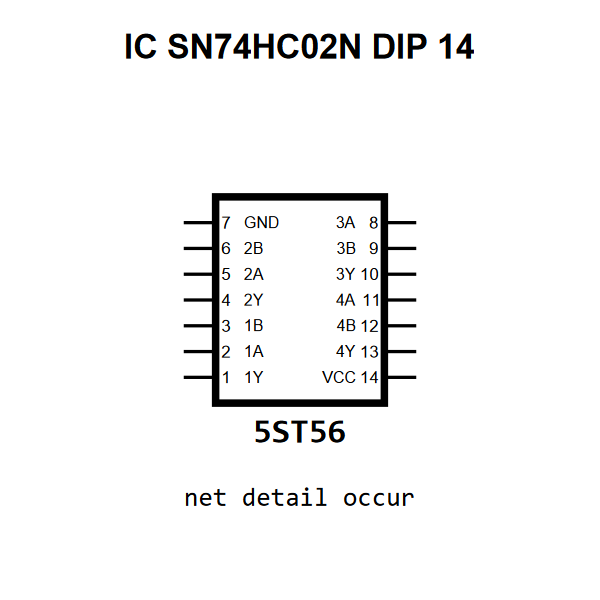 IC SN74HC02N DIP 14
7 GND 3A 8
6 2B 3B 9
5 2A 3Y 10
4 2Y 4A 11
3 1B 4B 12
2 1A 4Y 13
1 1Y VCC 14
5ST56
net detail occur